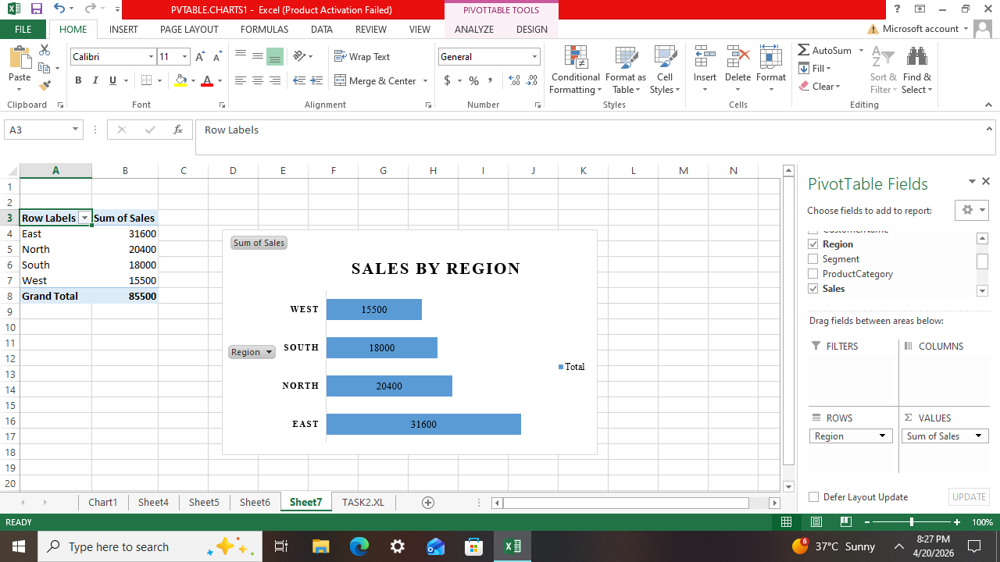 PVTABLE.CHARTS1 - Excel (Product Activation Failed)
PIVOTTABLE TOOLS
FILE HOME INSERT PAGE LAYOUT FORMULAS DATA REVIEW VIEW ANALYZE DESIGN
Microsoft account
Paste
Calibri 11
B I U A
Wrap Text
Merge & Center
General
$ % ,
Conditional Formatting
Format as Table
Cell Styles
Insert Delete Format
AutoSum
Fill
Clear
Sort & Filter
Find & Select
Clipboard Font Alignment Number Styles Cells Editing
A3
fx
Row Labels
A B C D E F G H I J K L M N
1
2
3 Row Labels Sum of Sales
4 East 31600
5 North 20400
6 South 18000
7 West 15500
8 Grand Total 85500
9
10
11
12
13
14
15
16
17
18
19
20
Sum of Sales
SALES BY REGION
WEST 15500
Region
SOUTH 18000
NORTH 20400
EAST 31600
Total
PivotTable Fields
Choose fields to add to report:
CustomerName
Region
Segment
ProductCategory
Sales
Drag fields between areas below:
FILTERS
COLUMNS
ROWS
VALUES
Region
Sum of Sales
Defer Layout Update
UPDATE
Chart1 Sheet4 Sheet5 Sheet6 Sheet7 TASK2.XL
READY
100%
Type here to search
6
37°C Sunny
8:27 PM
4/20/2026